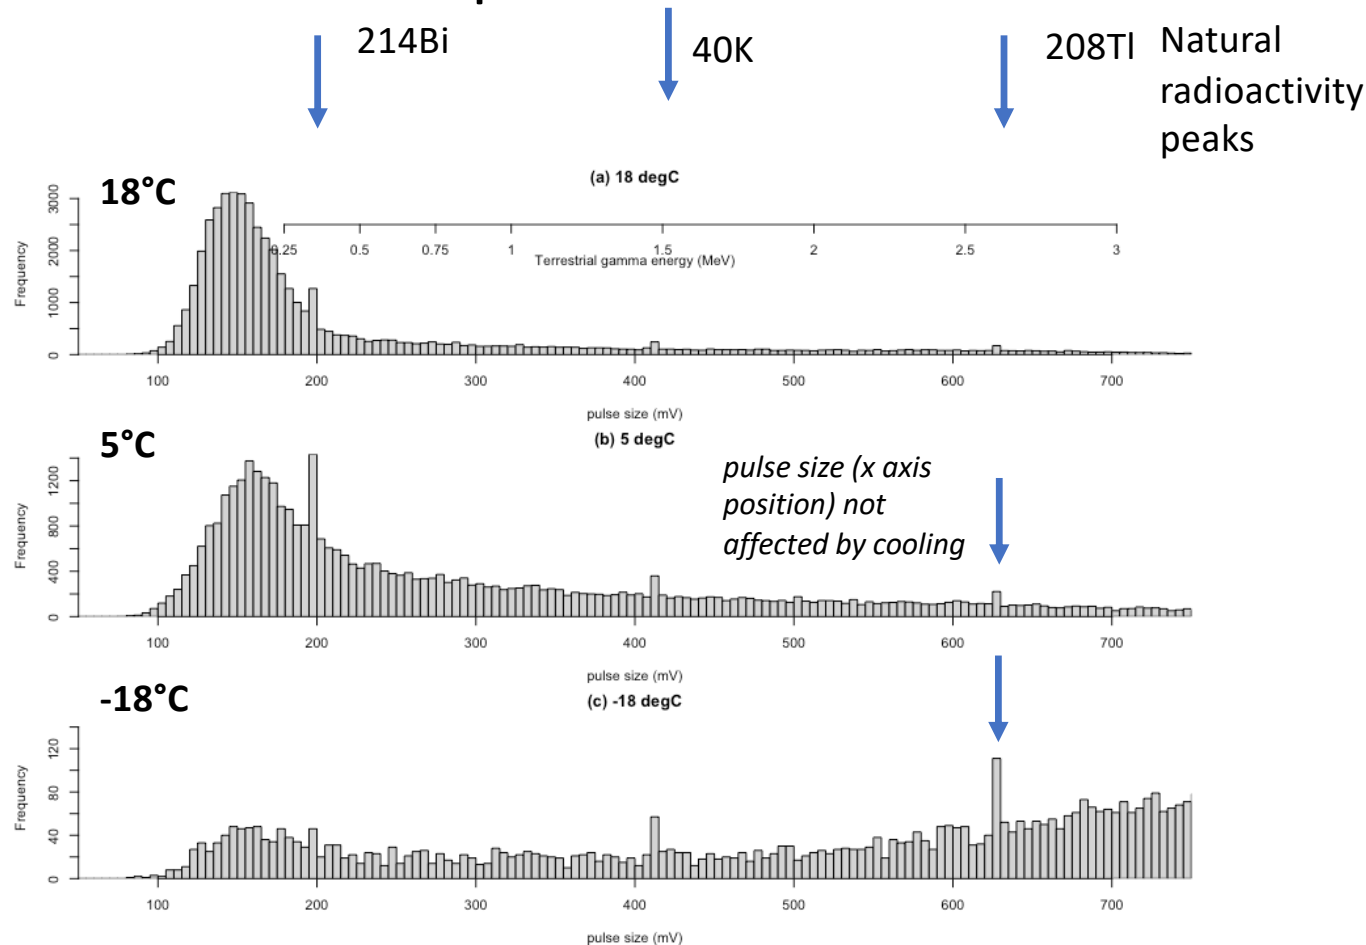 214Bi
40K
208Tl
Natural
radioactivity
peaks
18°C
(a) 18 degC
Frequency
0 1000 2000 3000
0.25 0.5 0.75 1 1.5 2 2.5 3
Terrestrial gamma energy (MeV)
100 200 300 400 500 600 700
pulse size (mV)
5°C
(b) 5 degC
pulse size (x axis
position) not
affected by cooling
Frequency
0 400 800 1200
100 200 300 400 500 600 700
pulse size (mV)
-18°C
(c) -18 degC
Frequency
0 40 80 120
100 200 300 400 500 600 700
pulse size (mV)